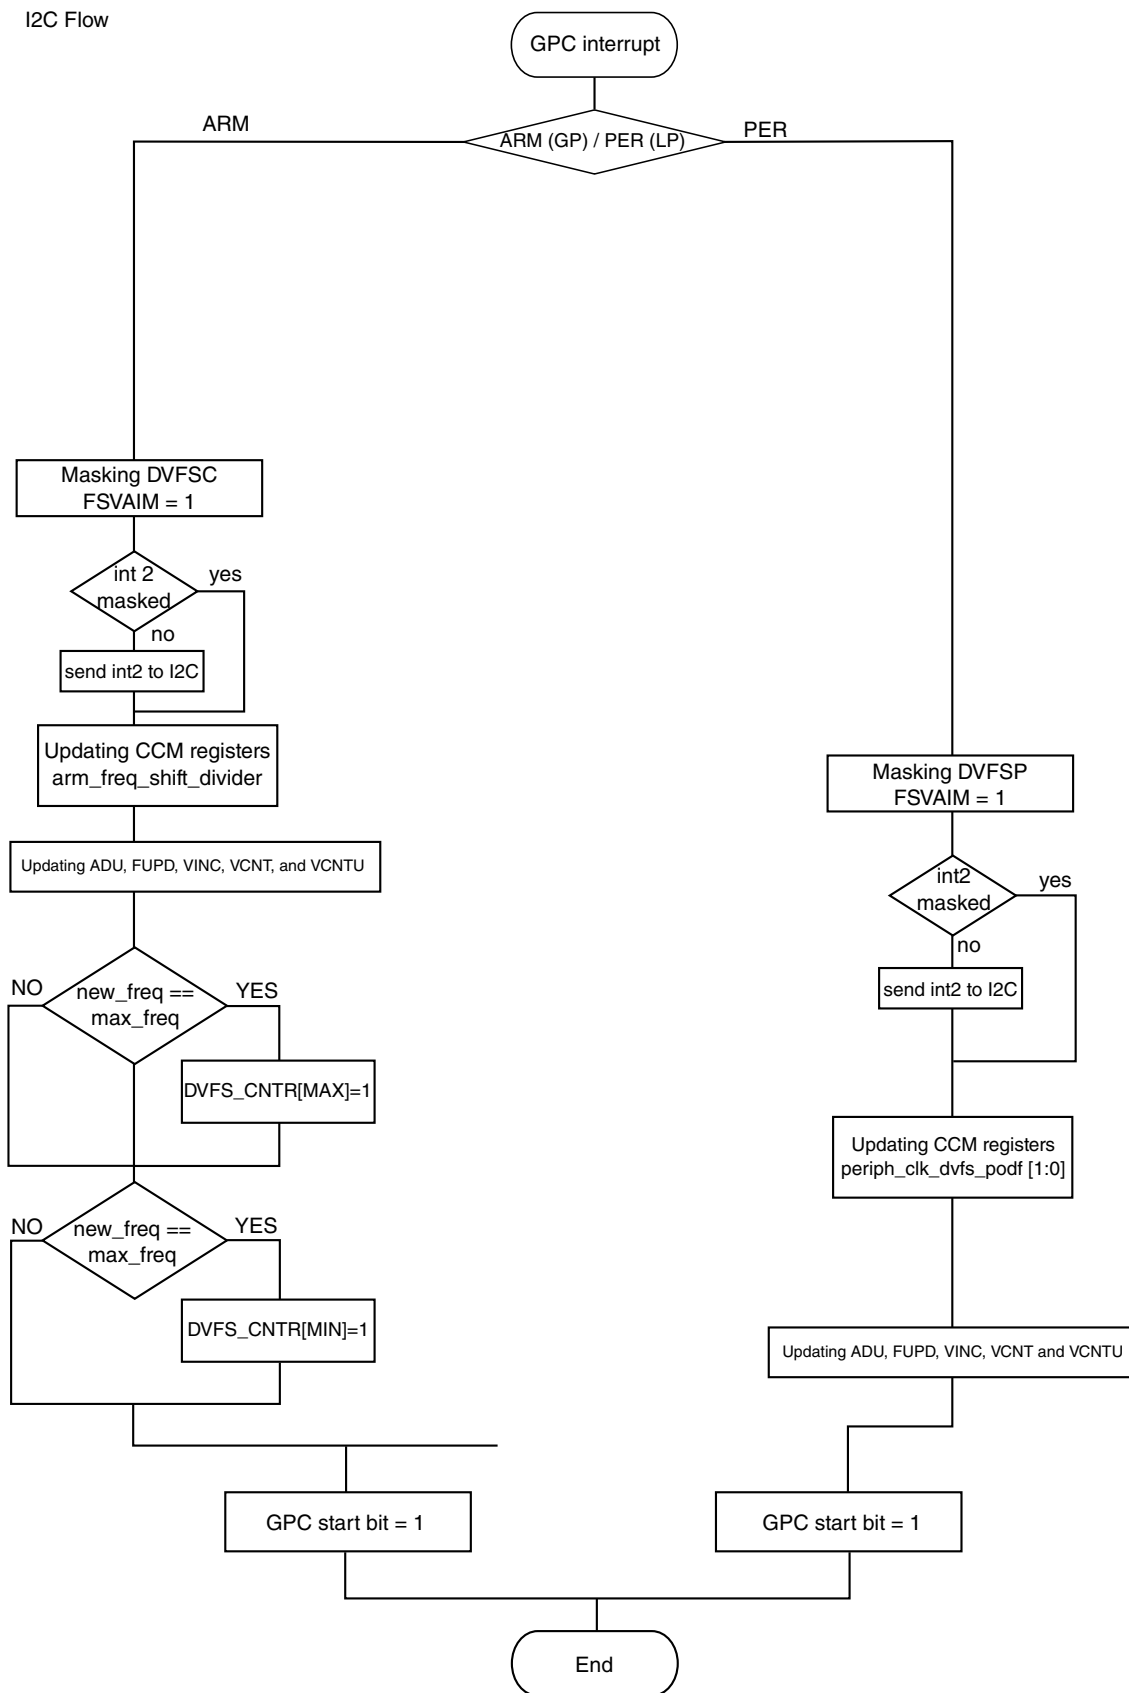 I2C Flow
GPC interrupt
ARM (GP) / PER (LP)
ARM
PER
Masking DVFSC
FSVAIM = 1
int 2
masked
yes
no
send int2 to I2C
Updating CCM registers
arm_freq_shift_divider
Updating ADU, FUPD, VINC, VCNT, and VCNTU
new_freq ==
max_freq
NO
YES
DVFS_CNTR[MAX]=1
new_freq ==
max_freq
NO
YES
DVFS_CNTR[MIN]=1
GPC start bit = 1
Masking DVFSP
FSVAIM = 1
int2
masked
yes
no
send int2 to I2C
Updating CCM registers
periph_clk_dvfs_podf [1:0]
Updating ADU, FUPD, VINC, VCNT and VCNTU
GPC start bit = 1
End